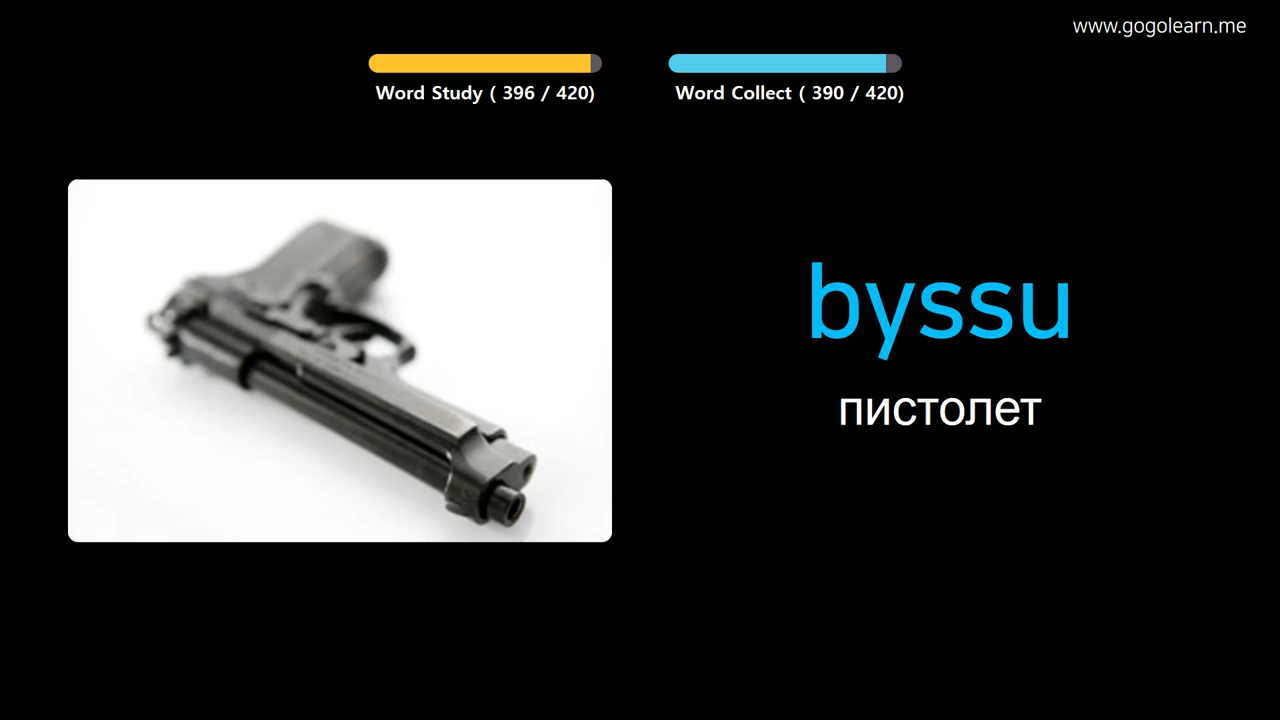 www.gogolearn.me
Word Study ( 396 / 420)
Word Collect ( 390 / 420)
byssu
пистолет